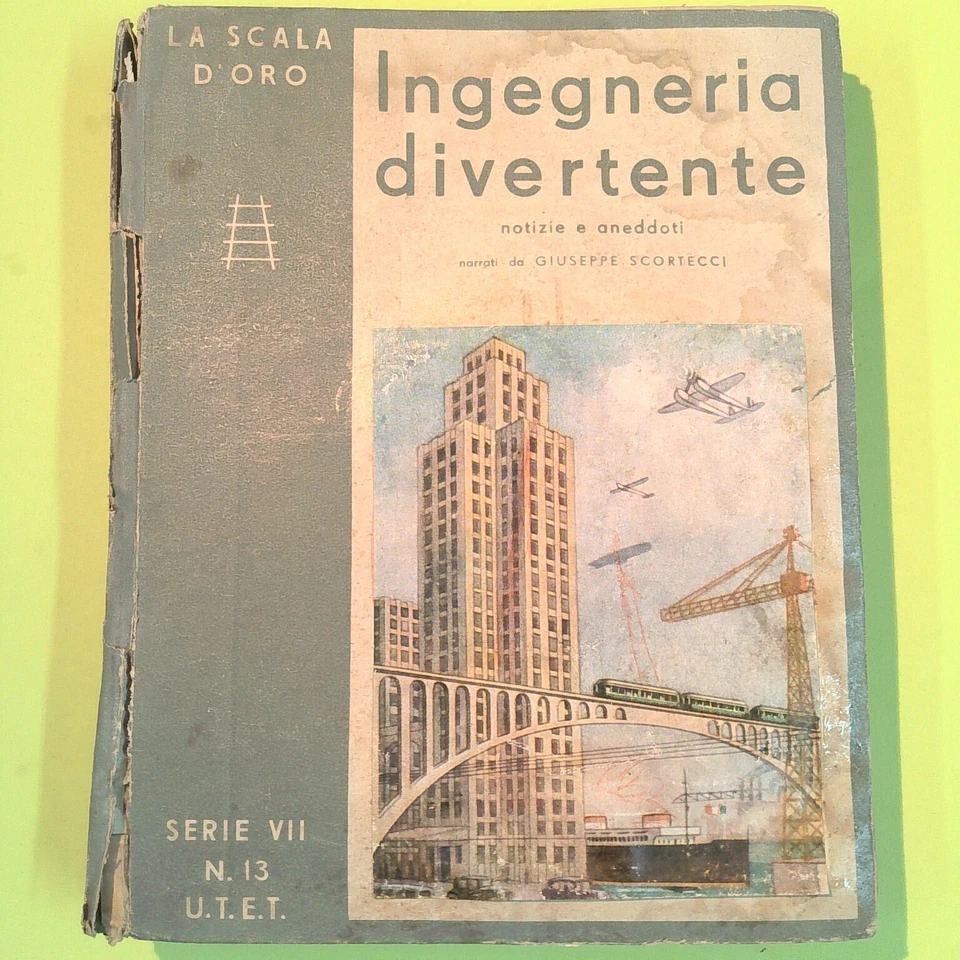 LA SCALA
D'ORO
Ingegneria
divertente
notizie e aneddoti
narrati da GIUSEPPE SCORTECCI
SERIE VII
N. 13
U.T.E.T.